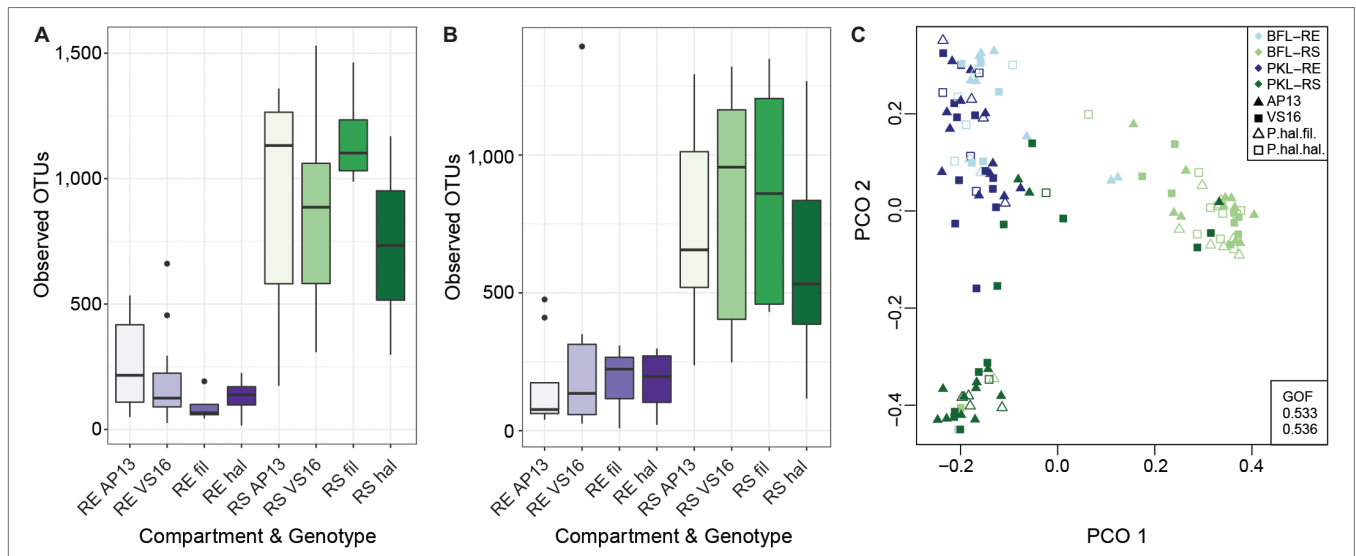 A
Observed OTUs
1,500
1,000
500
0
RE AP13
RE VS16
RE fil
RE hal
RS AP13
RS VS16
RS fil
RS hal
Compartment & Genotype
B
Observed OTUs
1,000
500
0
RE AP13
RE VS16
RE fil
RE hal
RS AP13
RS VS16
RS fil
RS hal
Compartment & Genotype
C
PCO 2
0.2
0.0
−0.2
−0.4
−0.2
0.0
0.2
0.4
PCO 1
BFL−RE
BFL−RS
PKL−RE
PKL−RS
AP13
VS16
P.hal.fil.
P.hal.hal.
GOF
0.533
0.536